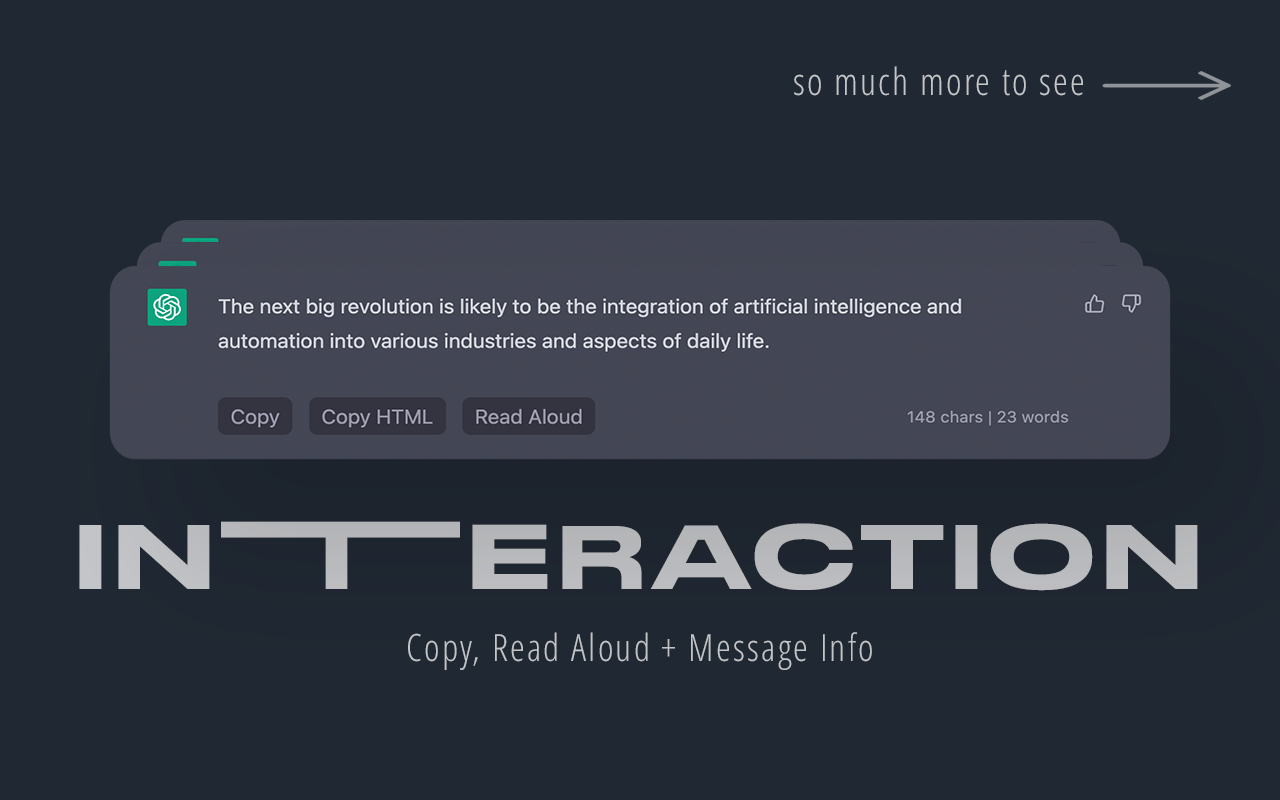 so much more to see
The next big revolution is likely to be the integration of artificial intelligence and
automation into various industries and aspects of daily life.
Copy Copy HTML Read Aloud 148 chars | 23 words
INTERACTION
Copy, Read Aloud + Message Info